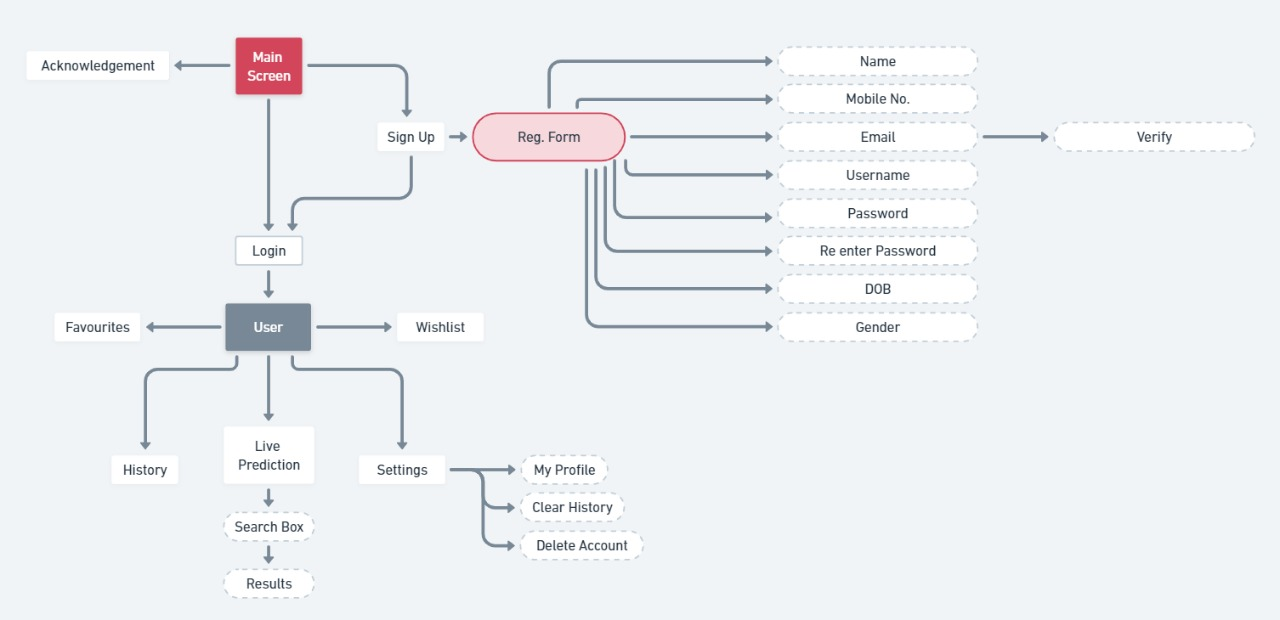 Acknowledgement
Main
Screen
Sign Up
Reg. Form
Name
Mobile No.
Email
Verify
Username
Password
Re enter Password
DOB
Gender
Login
Favourites
User
Wishlist
History
Live
Prediction
Settings
My Profile
Clear History
Delete Account
Search Box
Results